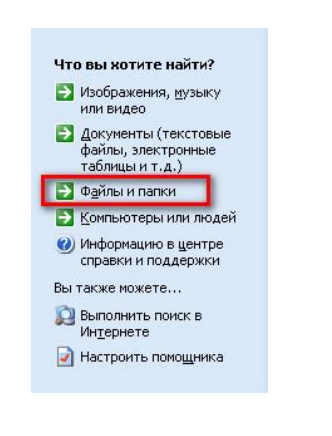 Что вы хотите найти?
Изображения, музыку
или видео
Документы (текстовые
файлы, электронные
таблицы и т.д.)
Файлы и папки
Компьютеры или людей
Информацию в центре
справки и поддержки
Вы также можете...
Выполнить поиск в
Интернете
Настроить помощника